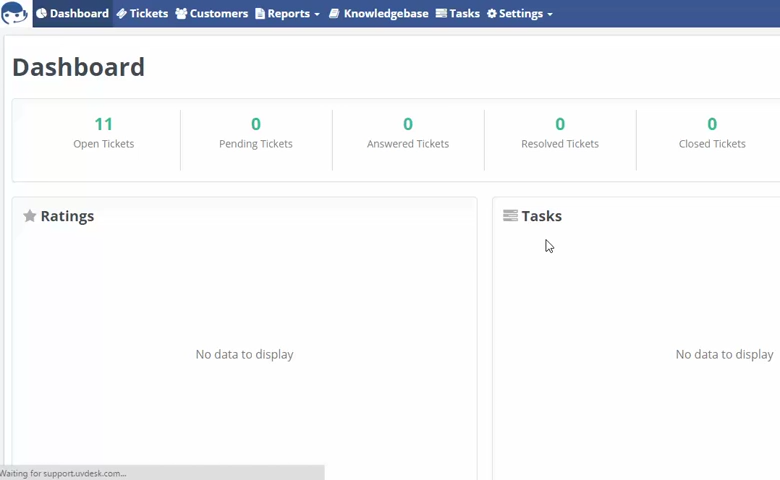 Dashboard Tickets Customers Reports Knowledgebase Tasks Settings
Dashboard
11 0 0 0 0
Open Tickets Pending Tickets Answered Tickets Resolved Tickets Closed Tickets
Ratings Tasks
No data to display No data to display
Waiting for support.uvdesk.com...